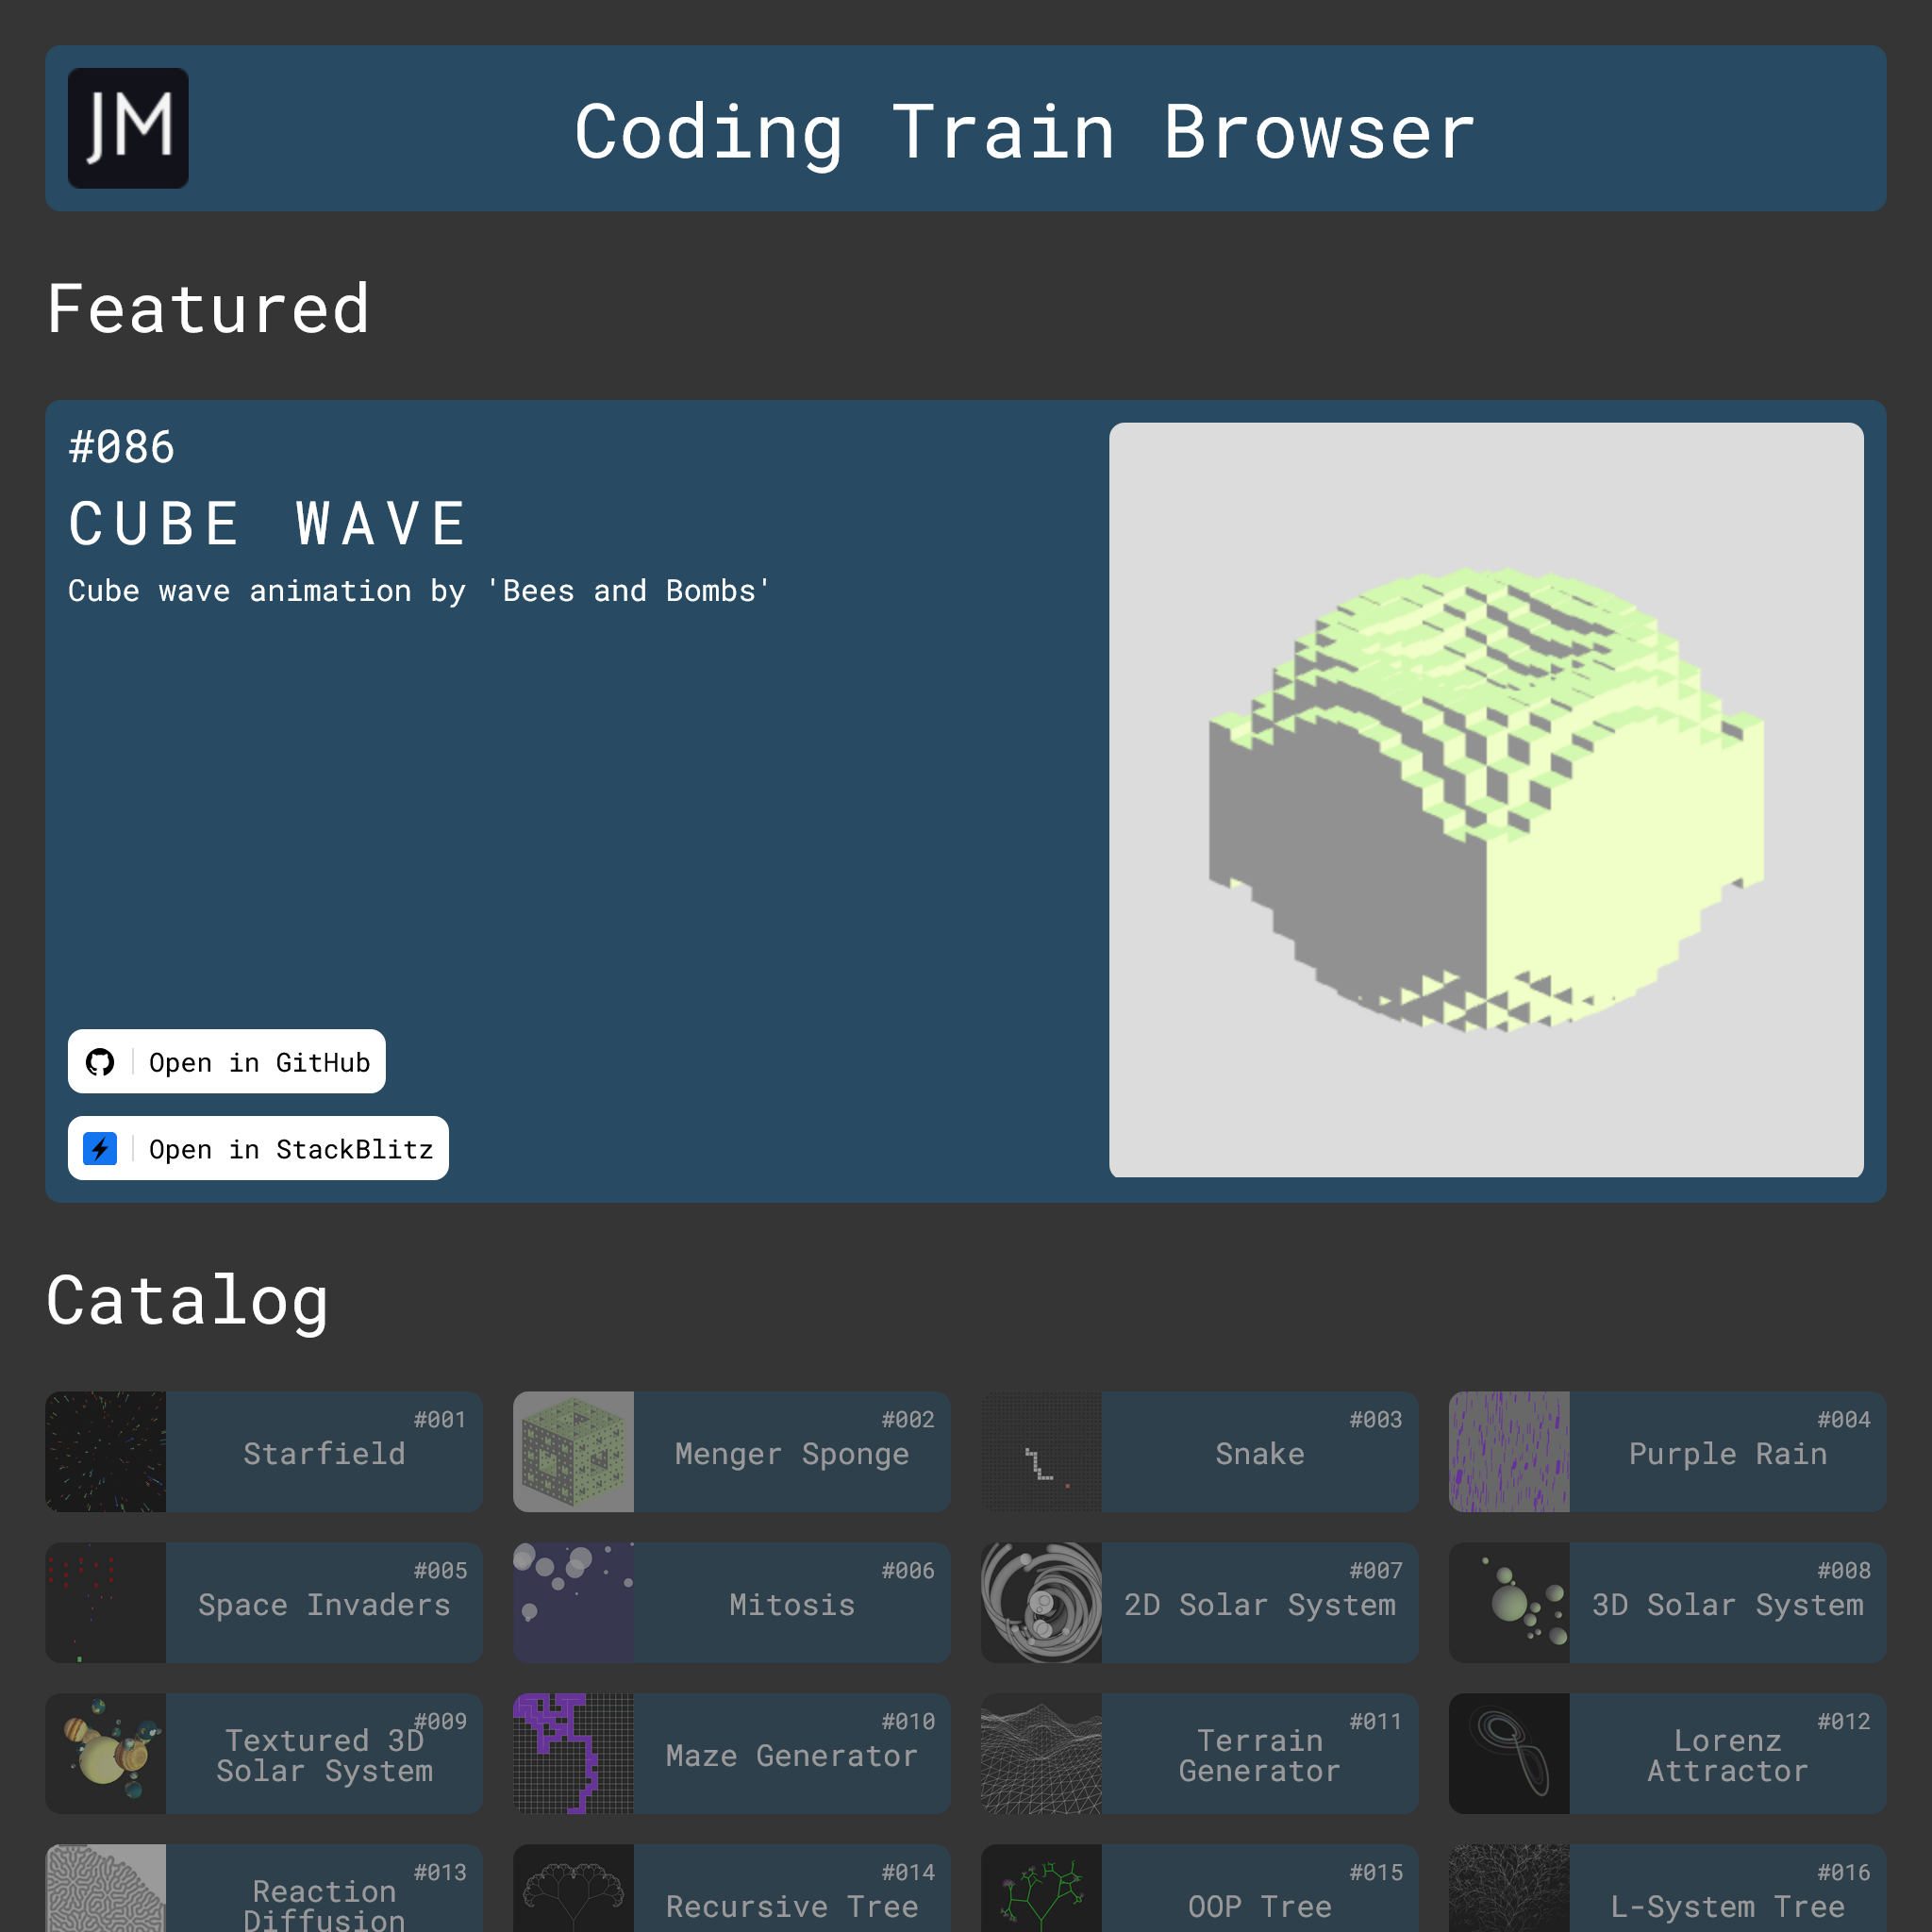 JM
Coding Train Browser
Featured
#086
CUBE WAVE
Cube wave animation by 'Bees and Bombs'
Open in GitHub
Open in StackBlitz
Catalog
#001
Starfield
#002
Menger Sponge
#003
Snake
#004
Purple Rain
#005
Space Invaders
#006
Mitosis
#007
2D Solar System
#008
3D Solar System
#009
Textured 3D
Solar System
#010
Maze Generator
#011
Terrain
Generator
#012
Lorenz
Attractor
#013
Reaction
Diffusion
#014
Recursive Tree
#015
OOP Tree
#016
L-System Tree